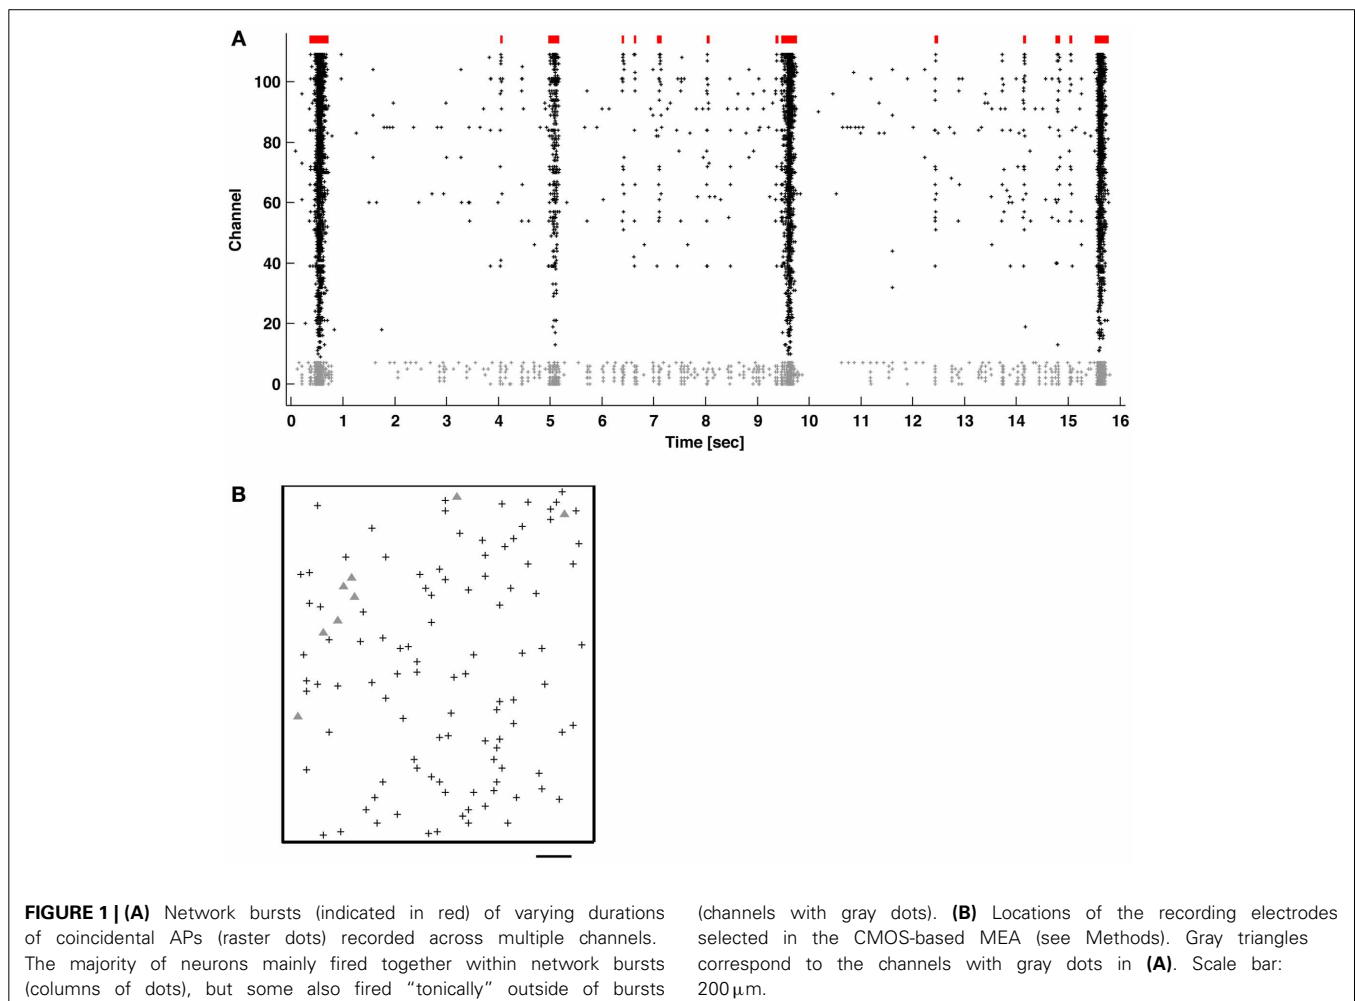 A
100
80
60
40
20
0
Channel
0 1 2 3 4 5 6 7 8 9 10 11 12 13 14 15 16
Time [sec]
B
FIGURE 1 | (A) Network bursts (indicated in red) of varying durations
of coincidental APs (raster dots) recorded across multiple channels.
The majority of neurons mainly fired together within network bursts
(columns of dots), but some also fired “tonically” outside of bursts
(channels with gray dots). (B) Locations of the recording electrodes
selected in the CMOS-based MEA (see Methods). Gray triangles
correspond to the channels with gray dots in (A). Scale bar:
200 μm.